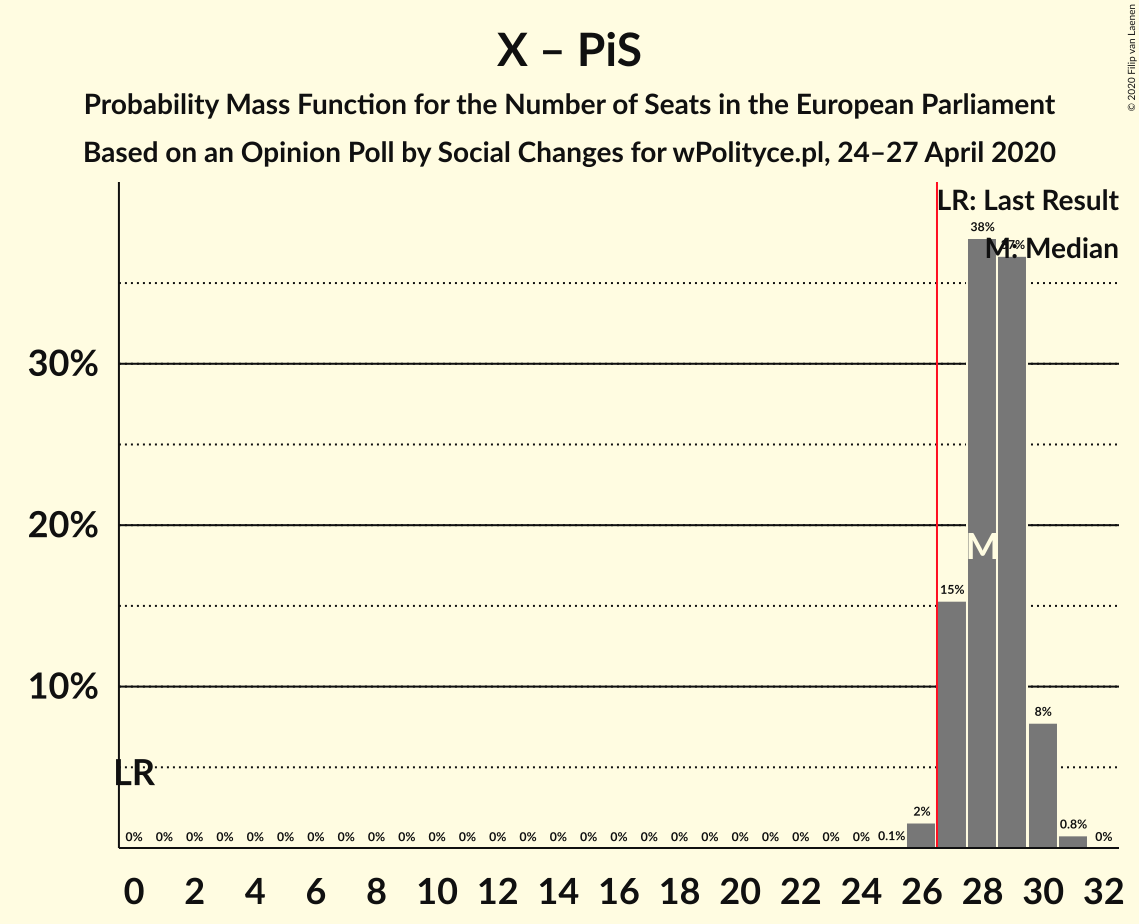 X – PiS
Probability Mass Function for the Number of Seats in the European Parliament
Based on an Opinion Poll by Social Changes for wPolityce.pl, 24–27 April 2020
© 2020 Filip van Laenen
LR: Last Result
M: Median
38%
37%
30%
20%
M
15%
10%
8%
LR
2%
0.8%
0% 0% 0% 0% 0% 0% 0% 0% 0% 0% 0% 0% 0% 0% 0% 0% 0% 0% 0% 0% 0% 0% 0% 0% 0% 0.1% 0%
0 2 4 6 8 10 12 14 16 18 20 22 24 26 28 30 32